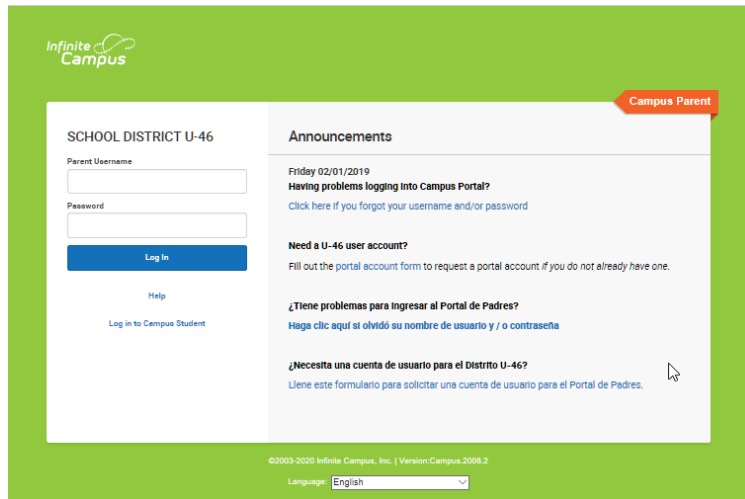 Infinite
Campus
Campus Parent
SCHOOL DISTRICT U-46
Parent Username
Password
Log In
Help
Log in to Campus Student
Announcements
Friday 02/01/2019
Having problems logging into Campus Portal?
Click here if you forgot your username and/or password
Need a U-46 user account?
Fill out the portal account form to request a portal account if you do not already have one.
¿Tiene problemas para ingresar al Portal de Padres?
Haga clic aquí si olvidó su nombre de usuario y / o contraseña
¿Necesita una cuenta de usuario para el Distrito U-46?
Llene este formulario para solicitar una cuenta de usuario para el Portal de Padres.
©2003-2020 Infinite Campus, Inc. | Version:Campus.2008.2
Language: English